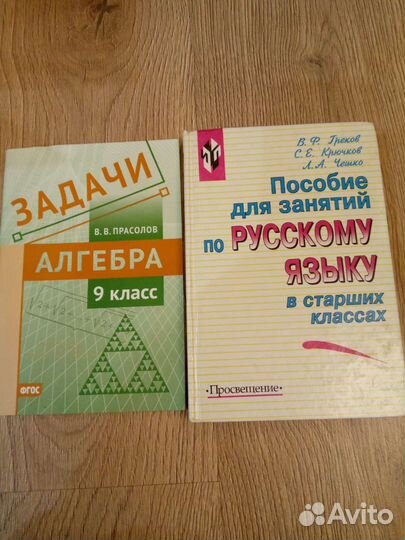 ЗАДАЧИ
В. В. ПРАСОЛОВ
АЛГЕБРА
9 класс
ФГОС
В. Ф. Греков
С. Е. Крючков
Л. А. Чешко
Пособие
для занятий
по РУССКОМУ
ЯЗЫКУ
в старших
классах
•Просвещение•
Avito